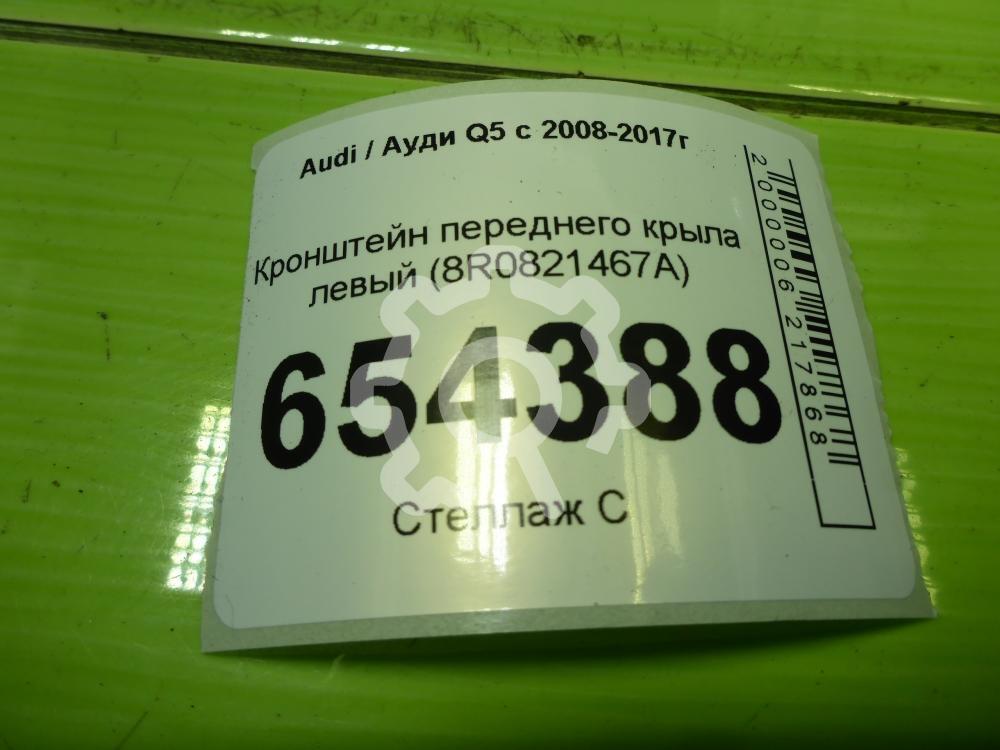 Audi / Ауди Q5 с 2008-2017г
Кронштейн переднего крыла
левый (8R0821467A)
654388
Стеллаж С
2000006217868